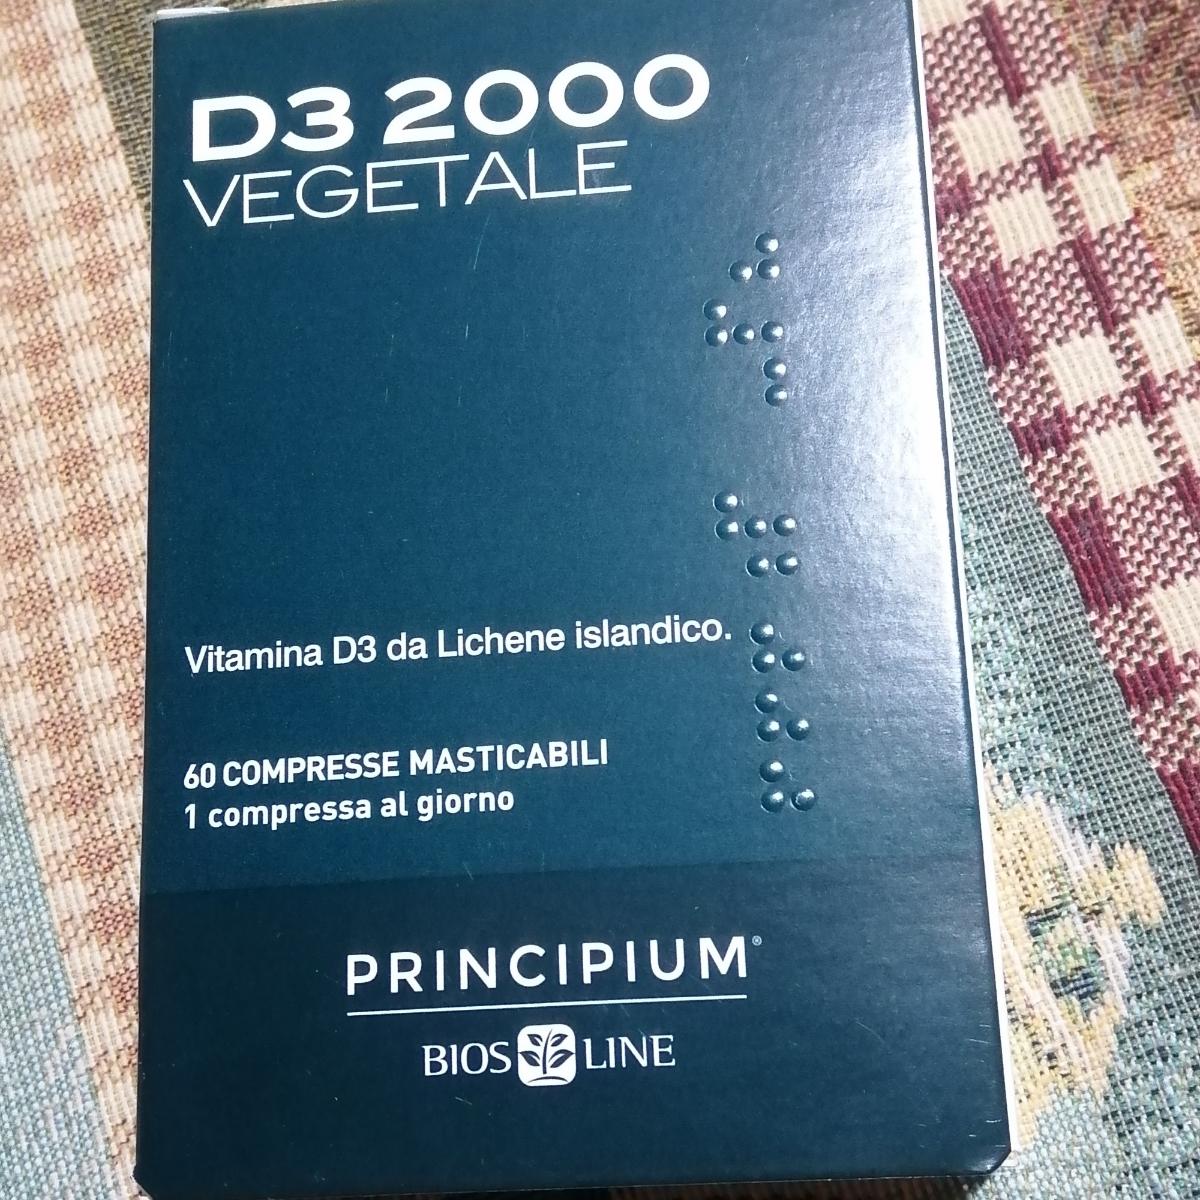 D3 2000
VEGETALE
Vitamina D3 da Lichene islandico.
60 COMPRESSE MASTICABILI
1 compressa al giorno
PRINCIPIUM®
BIOS LINE